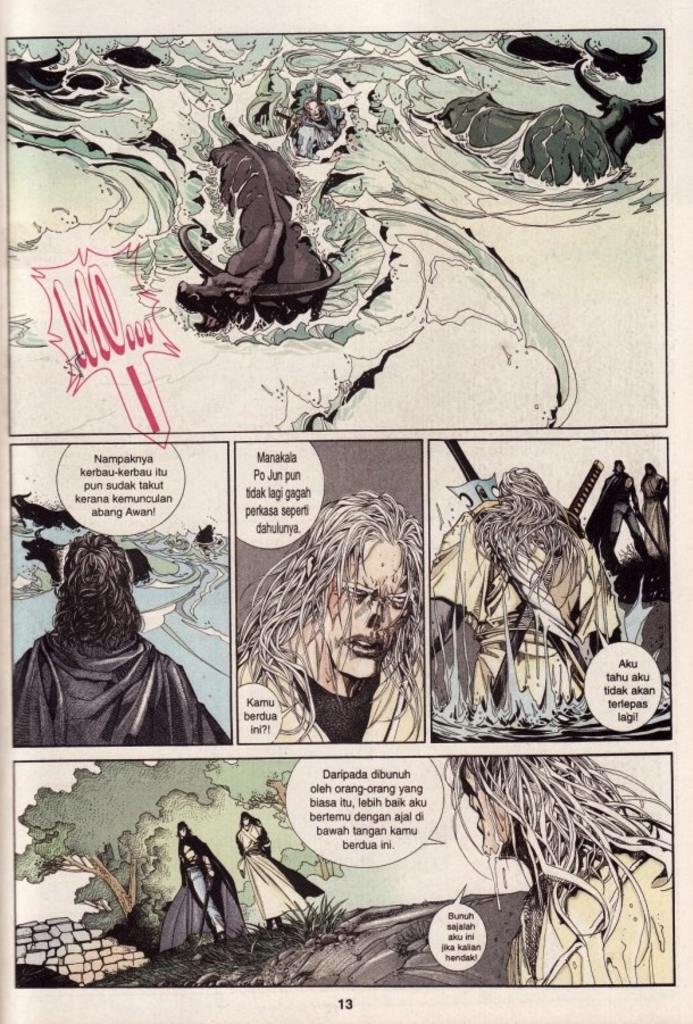 MO...
Nampaknya
kerbau-kerbau itu
pun sudak takut
kerana kemunculan
abang Awan!
Manakala
Po Jun pun
tidak lagi gagah
perkasa seperti
dahulunya.
Kamu
berdua
ini?!
Aku
tahu aku
tidak akan
terlepas
lagi!
Daripada dibunuh
oleh orang-orang yang
biasa itu, lebih baik aku
bertemu dengan ajal di
bawah tangan kamu
berdua ini.
Bunuh
sajalah
aku ini
jika kalian
hendak!
13